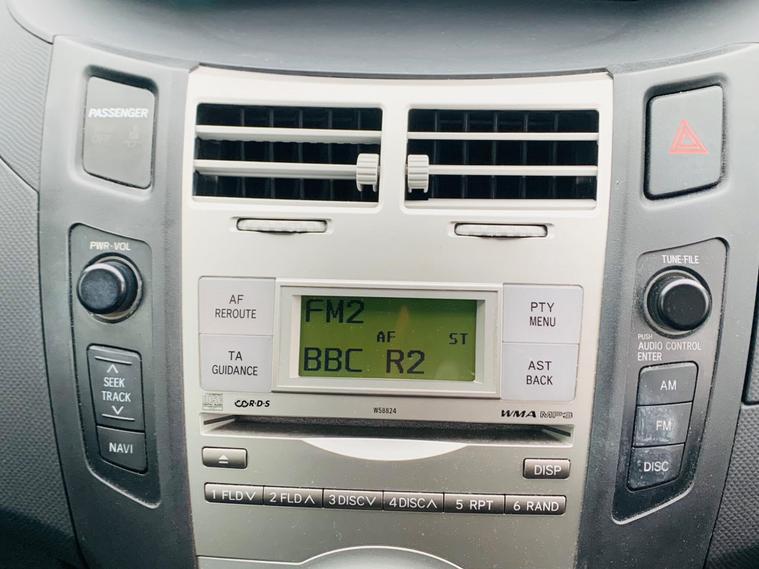 PASSENGER
PWR·VOL
TUNE·FILE
AF
REROUTE
FM2
AF ST
BBC R2
PTY
MENU
TA
GUIDANCE
AST
BACK
PUSH
AUDIO CONTROL
ENTER
SEEK
TRACK
NAVI
R·D·S
W58824
WMA MP3
AM
FM
DISC
DISP
1 FLD ∨
2 FLD ∧
3 DISC ∨
4 DISC ∧
5 RPT
6 RAND